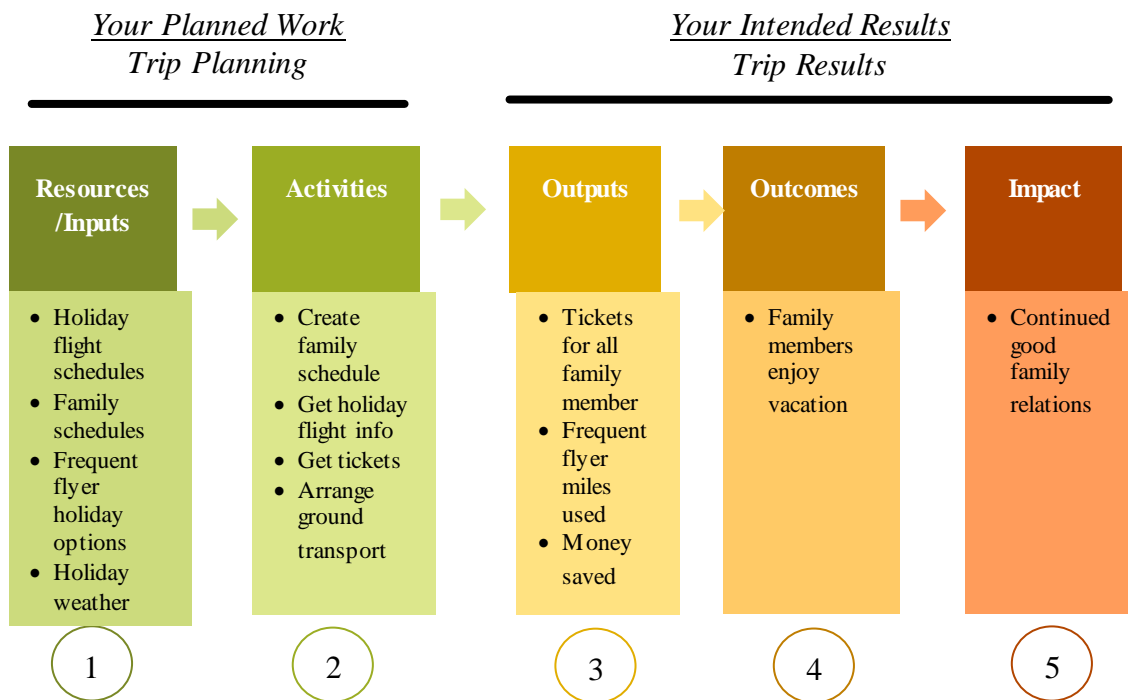 Your Planned Work
Trip Planning
Your Intended Results
Trip Results
Resources
/Inputs
• Holiday
flight
schedules
• Family
schedules
• Frequent
flyer
holiday
options
• Holiday
weather
1
Activities
• Create
family
schedule
• Get holiday
flight info
• Get tickets
• Arrange
ground
transport
2
Outputs
• Tickets
for all
family
member
• Frequent
flyer
miles
used
• Money
saved
3
Outcomes
• Family
members
enjoy
vacation
4
Impact
• Continued
good
family
relations
5